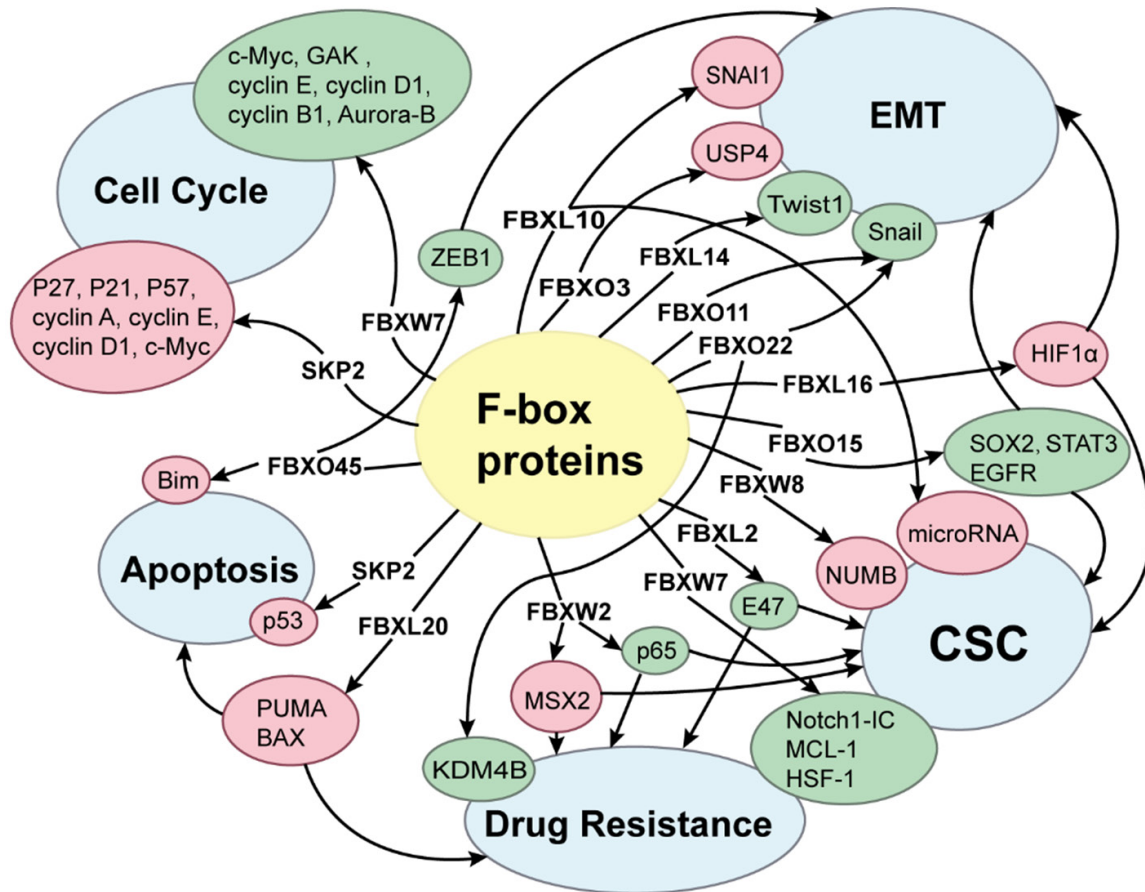 c-Myc, GAK ,
cyclin E, cyclin D1,
cyclin B1, Aurora-B
Cell Cycle
P27, P21, P57,
cyclin A, cyclin E,
cyclin D1, c-Myc
SNAI1
EMT
USP4
Twist1
Snail
ZEB1
FBXL10
FBXL14
FBXO3
FBXO11
FBXW7
FBXO22
SKP2
FBXL16
HIF1α
F-box
proteins
FBXO15
SOX2, STAT3
EGFR
FBXO45
Bim
FBXW8
microRNA
FBXL2
NUMB
Apoptosis
SKP2
FBXW7
p53
FBXL20
FBXW2
E47
CSC
p65
MSX2
PUMA
BAX
Notch1-IC
MCL-1
HSF-1
KDM4B
Drug Resistance